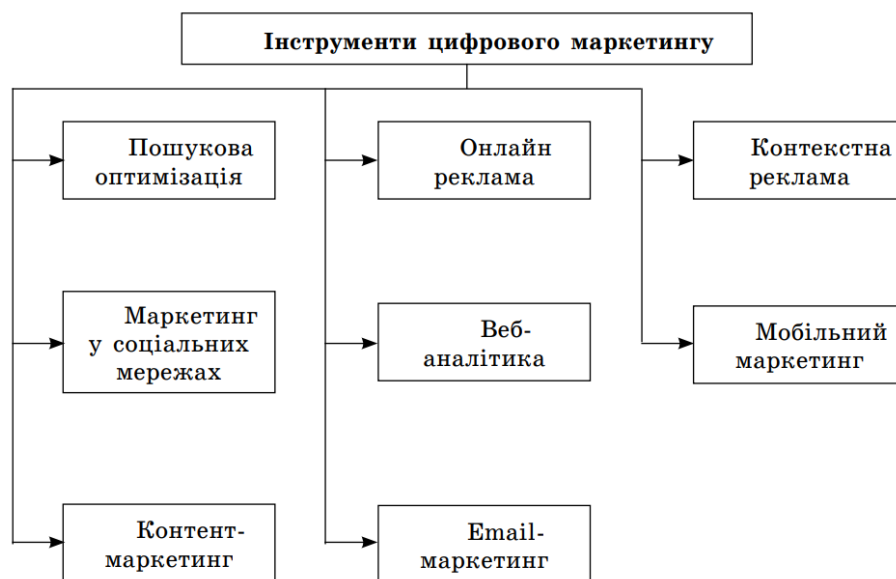 Інструменти цифрового маркетингу
Пошукова
оптимізація
Онлайн
реклама
Контекстна
реклама
Маркетинг
у соціальних
мережах
Веб-
аналітика
Мобільний
маркетинг
Контент-
маркетинг
Email-
маркетинг